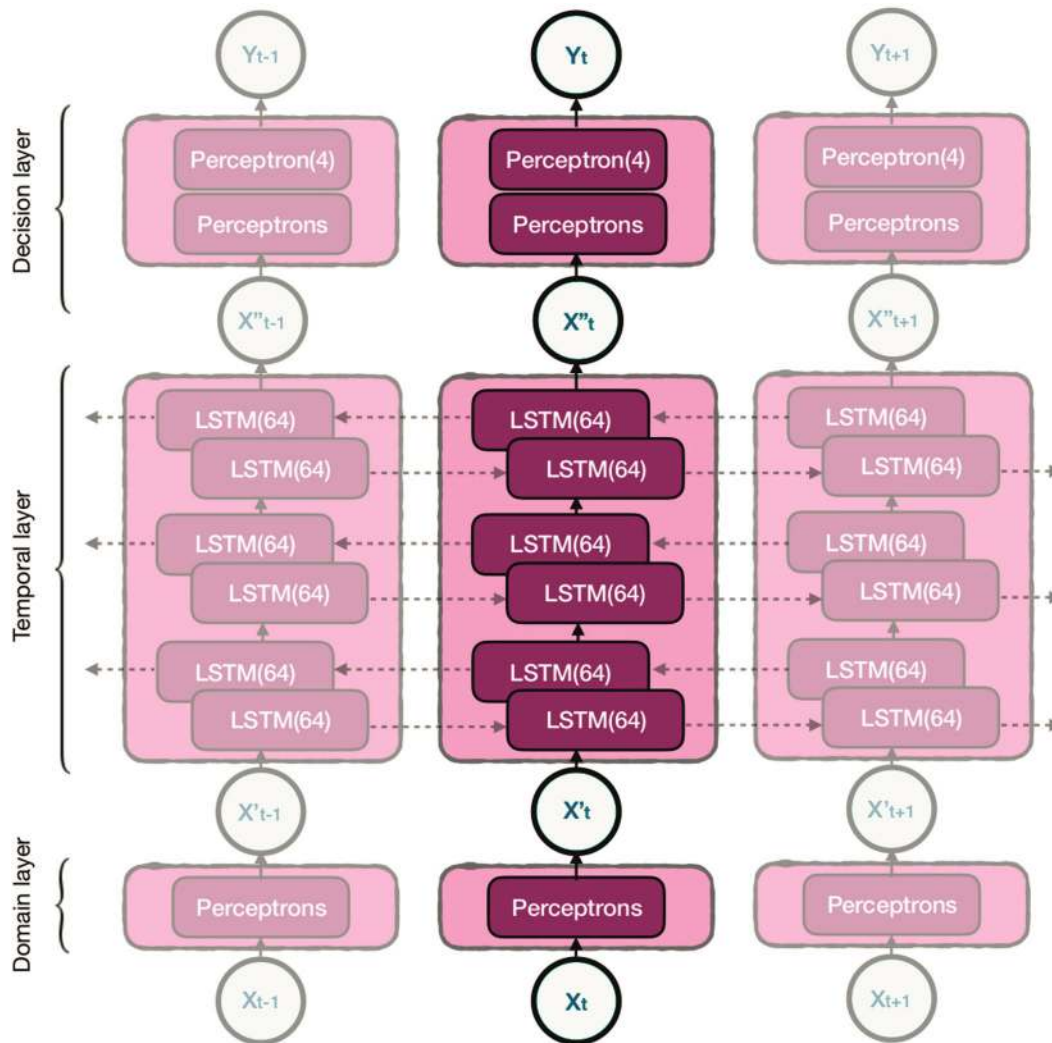 Yt-1 Yt Yt+1
Decision layer
Perceptron(4) Perceptron(4) Perceptron(4)
Perceptrons Perceptrons Perceptrons
X"t-1 X"t X"t+1
Temporal layer
LSTM(64) LSTM(64) LSTM(64)
LSTM(64) LSTM(64) LSTM(64)
LSTM(64) LSTM(64) LSTM(64)
LSTM(64) LSTM(64) LSTM(64)
LSTM(64) LSTM(64) LSTM(64)
LSTM(64) LSTM(64) LSTM(64)
X't-1 X't X't+1
Domain layer
Perceptrons Perceptrons Perceptrons
Xt-1 Xt Xt+1